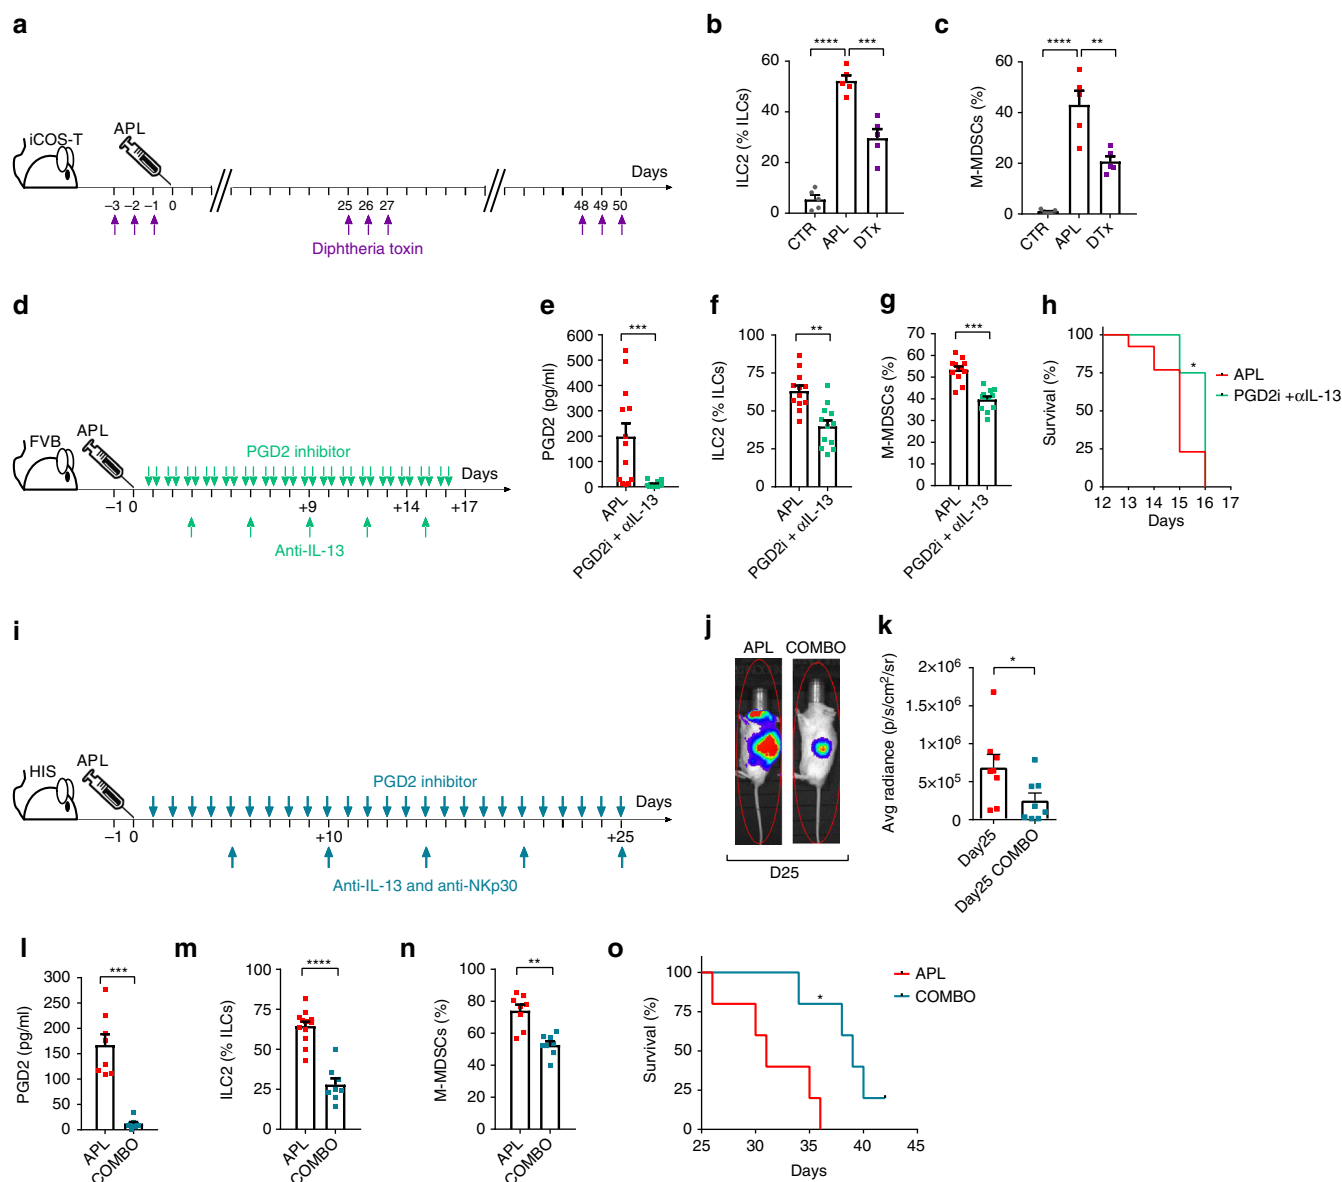 a
iCOS-T
APL
Days
–3 –2 –1 0 25 26 27 48 49 50
Diphtheria toxin
b
**** ***
ILC2 (% ILCs)
60
40
20
0
CTR APL DTx
c
**** **
M-MDSCs (%)
60
40
20
0
CTR APL DTx
d
FVB
APL
PGD2 inhibitor
Days
–1 0 +9 +14 +17
Anti-IL-13
e
***
PGD2 (pg/ml)
600
500
400
300
200
100
0
APL
PGD2i + αIL-13
f
**
ILC2 (% ILCs)
100
75
50
25
0
APL
PGD2i + αIL-13
g
***
M-MDSCs (%)
70
60
50
40
30
20
10
0
APL
PGD2i + αIL-13
h
Survival (%)
100
75
50
25
0
*
APL
PGD2i +αIL-13
12 13 14 15 16 17
Days
i
HIS
APL
PGD2 inhibitor
Days
–1 0 +10 +25
Anti-IL-13 and anti-NKp30
j
APL COMBO
D25
k
*
Avg radiance (p/s/cm²/sr)
2×10⁶
1.5×10⁶
1×10⁶
5×10⁵
0
Day25
Day25 COMBO
l
***
PGD2 (pg/ml)
300
250
200
150
100
50
0
APL
COMBO
m
****
ILC2 (% ILCs)
100
75
50
25
0
APL
COMBO
n
**
M-MDSCs (%)
100
80
60
40
20
0
APL
COMBO
o
Survival (%)
100
75
50
25
0
*
APL
COMBO
25 30 35 40 45
Days